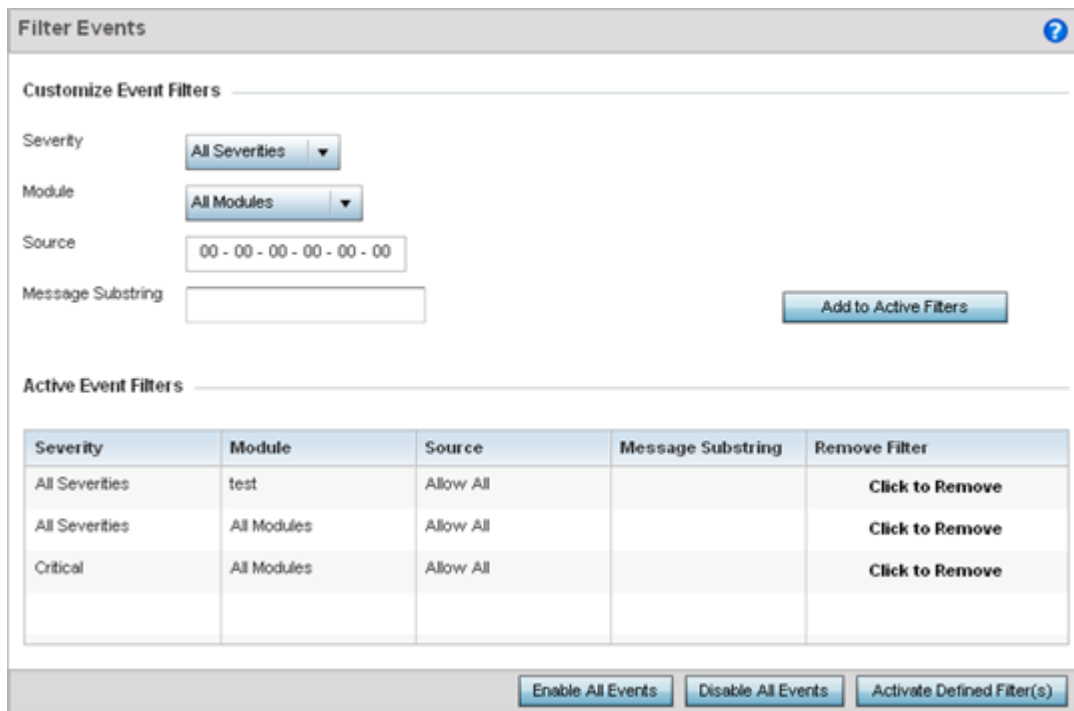 Filter Events
?
Customize Event Filters
Severity All Severities
Module All Modules
Source 00 - 00 - 00 - 00 - 00 - 00
Message Substring Add to Active Filters
Active Event Filters
Severity Module Source Message Substring Remove Filter
All Severities test Allow All Click to Remove
All Severities All Modules Allow All Click to Remove
Critical All Modules Allow All Click to Remove
Enable All Events Disable All Events Activate Defined Filter(s)